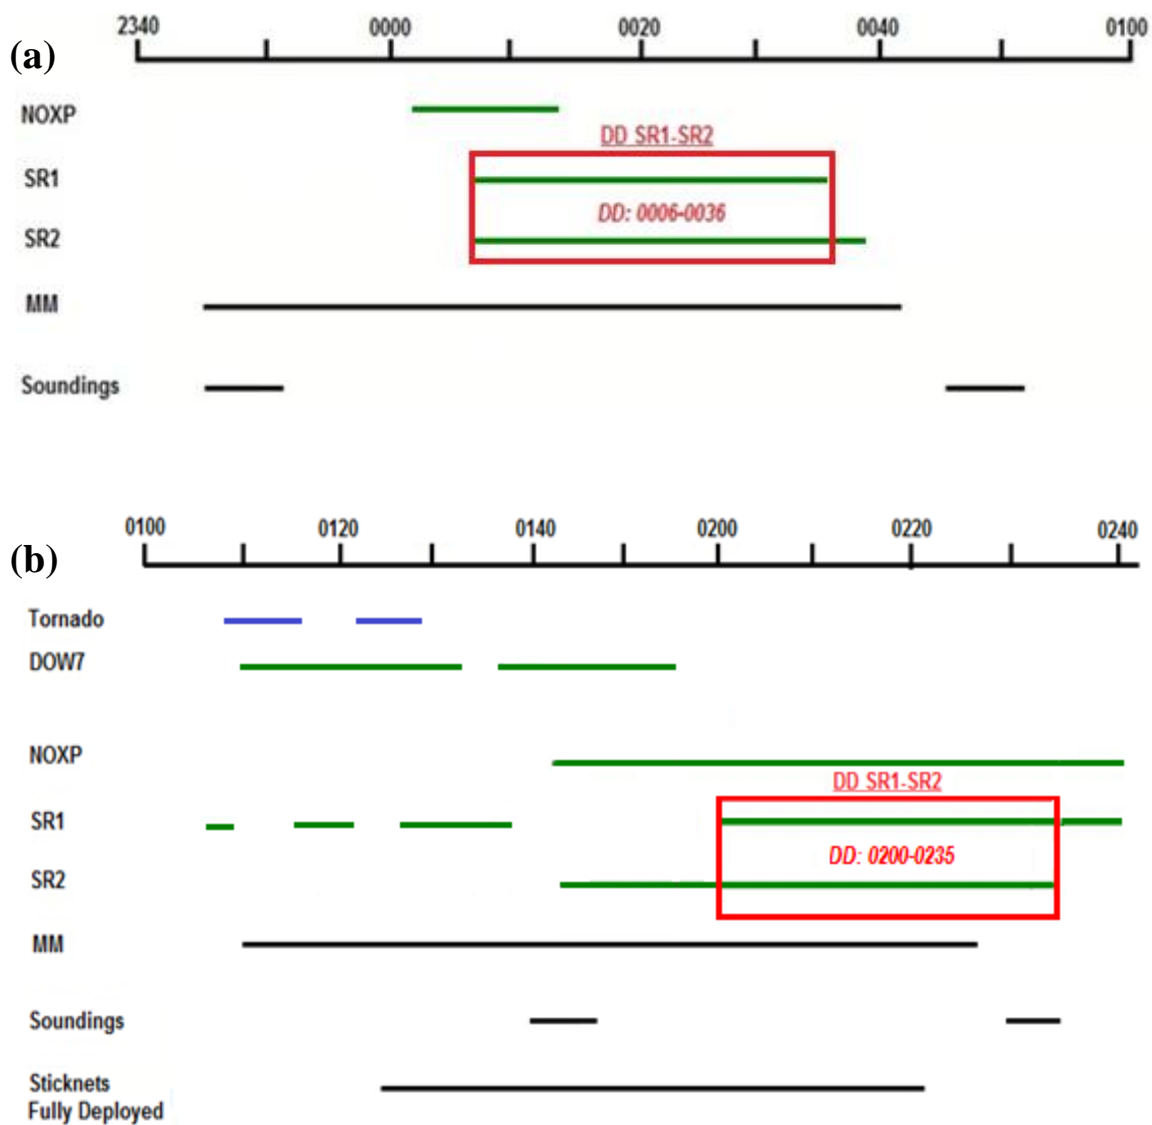 2340 0000 0020 0040 0100
(a)
NOXP
DD SR1-SR2
SR1
DD: 0006-0036
SR2
MM
Soundings
0100 0120 0140 0200 0220 0240
(b)
Tornado
DOW7
NOXP
DD SR1-SR2
SR1
DD: 0200-0235
SR2
MM
Soundings
Sticknets
Fully Deployed